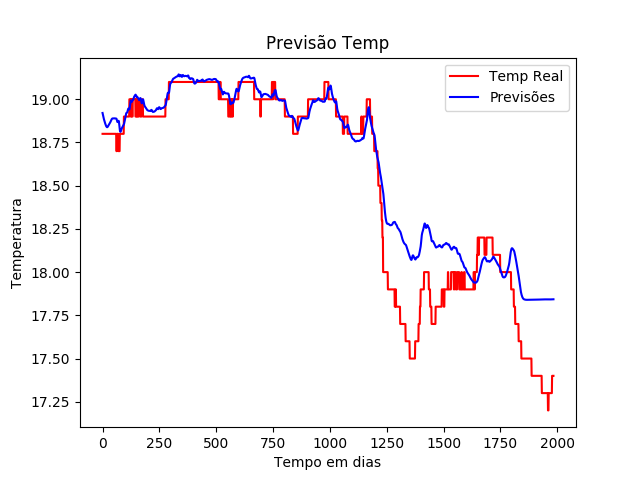 Previsão Temp
Temp Real
Previsões
Temperatura
19.00
18.75
18.50
18.25
18.00
17.75
17.50
17.25
0 250 500 750 1000 1250 1500 1750 2000
Tempo em dias